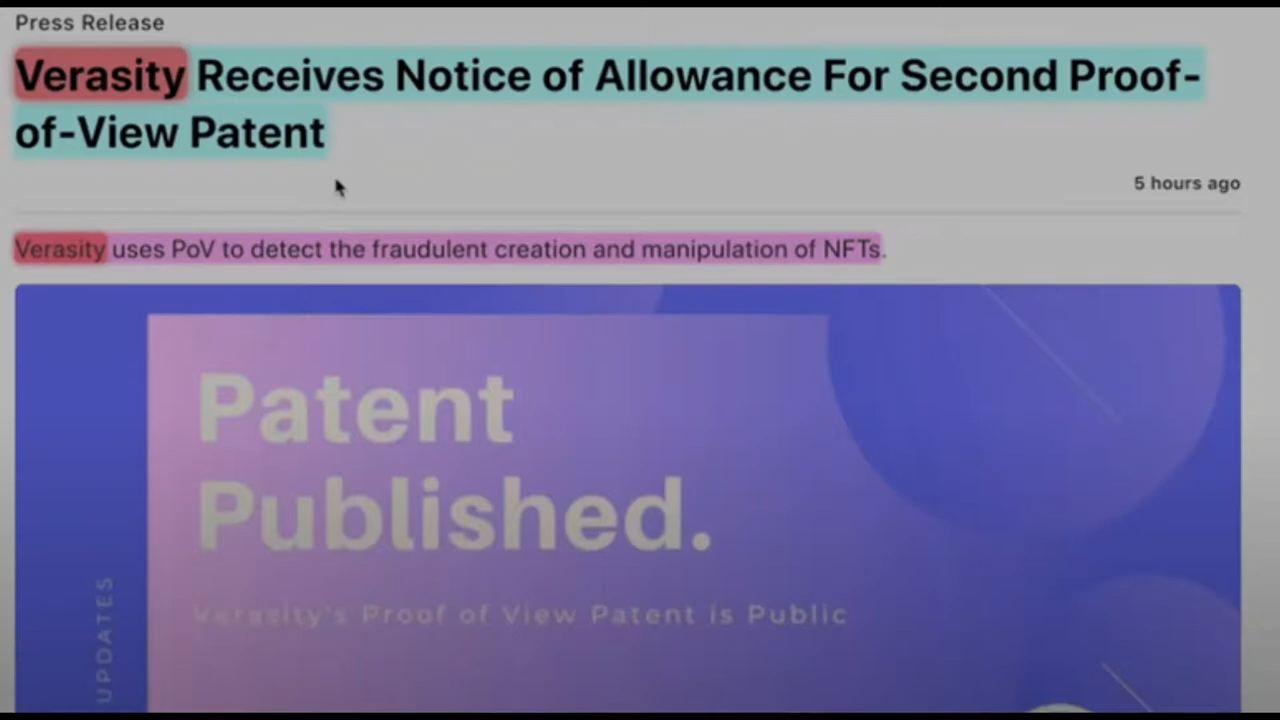 Press Release
Verasity Receives Notice of Allowance For Second Proof-
of-View Patent
5 hours ago
Verasity uses PoV to detect the fraudulent creation and manipulation of NFTs.
Patent
Published.
Verasity's Proof of View Patent is Public
UPDATES